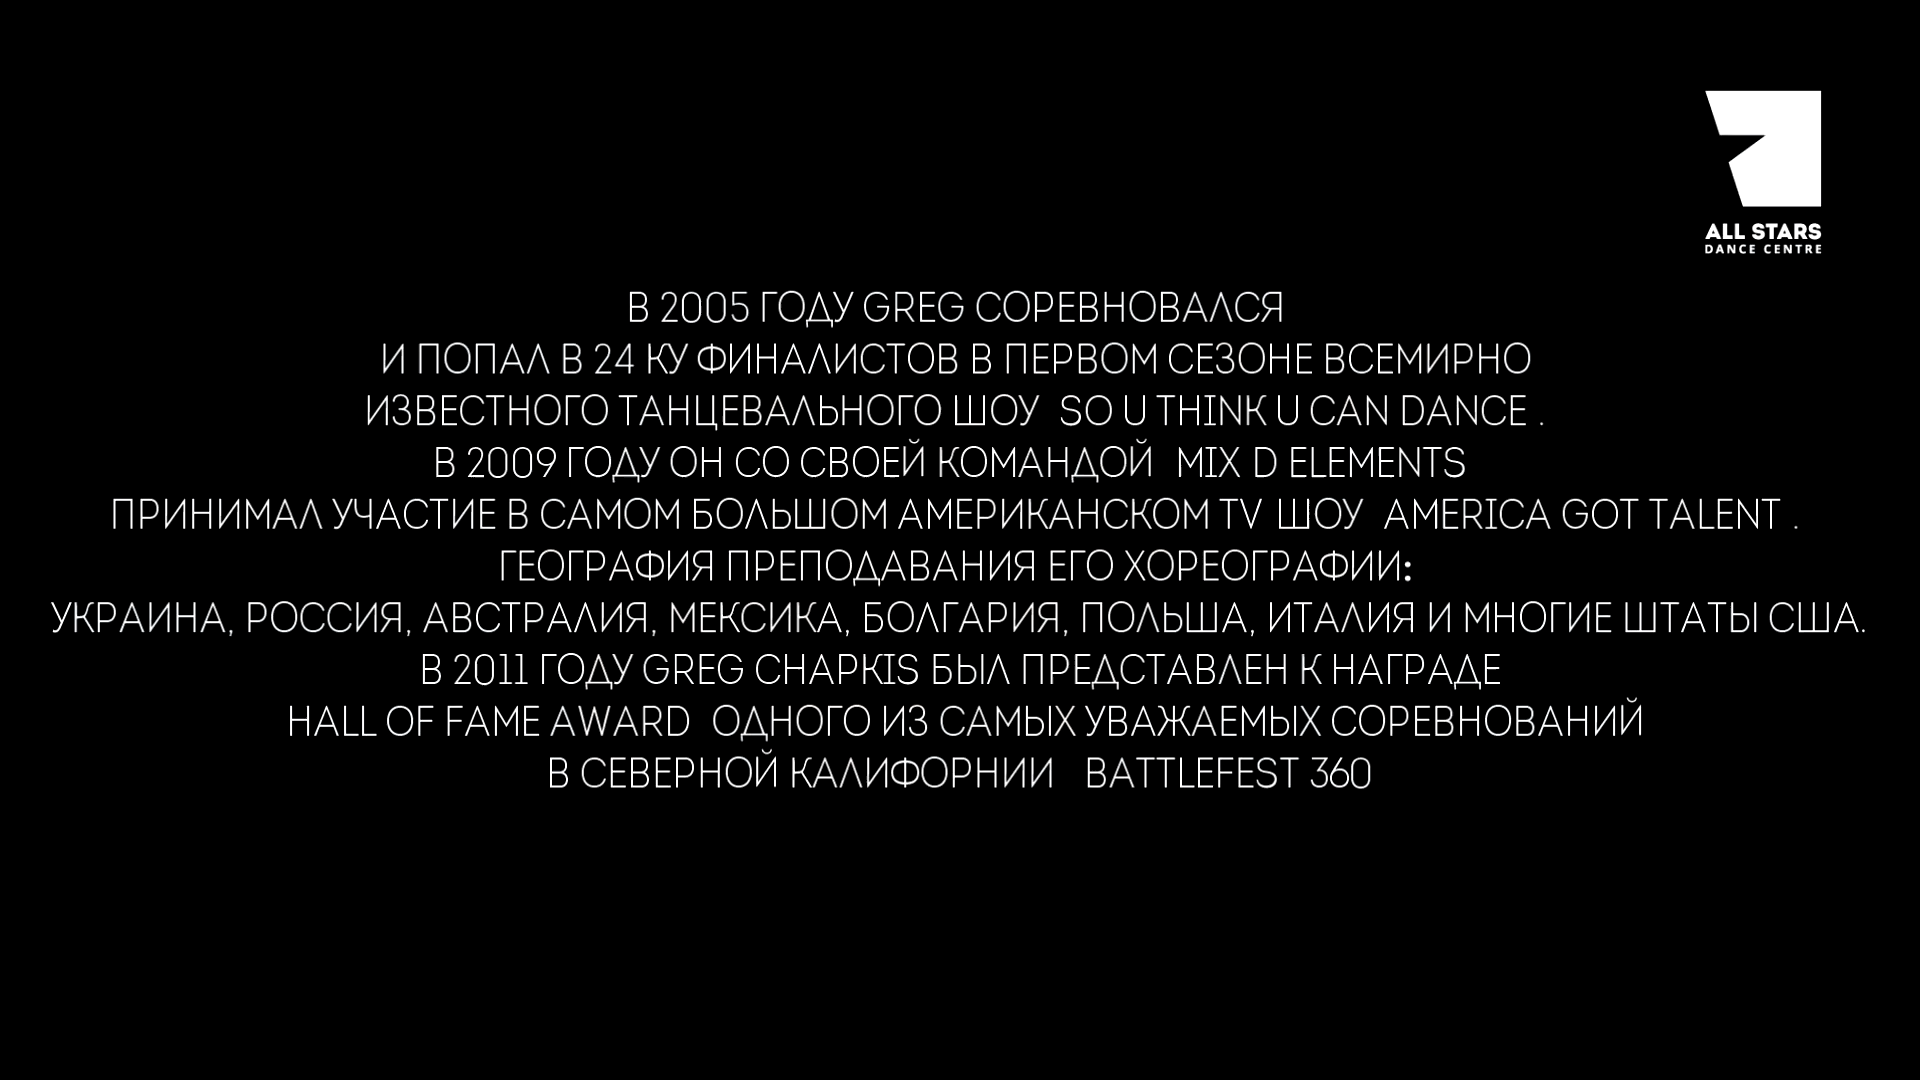 ALL STARS
DANCE CENTRE
В 2005 ГОДУ GREG СОРЕВНОВАЛСЯ
И ПОПАЛ В 24 КУ ФИНАЛИСТОВ В ПЕРВОМ СЕЗОНЕ ВСЕМИРНО
ИЗВЕСТНОГО ТАНЦЕВАЛЬНОГО ШОУ SO U THINK U CAN DANCE .
В 2009 ГОДУ ОН СО СВОЕЙ КОМАНДОЙ MIX D ELEMENTS
ПРИНИМАЛ УЧАСТИЕ В САМОМ БОЛЬШОМ АМЕРИКАНСКОМ TV ШОУ AMERICA GOT TALENT .
ГЕОГРАФИЯ ПРЕПОДАВАНИЯ ЕГО ХОРЕОГРАФИИ:
УКРАИНА, РОССИЯ, АВСТРАЛИЯ, МЕКСИКА, БОЛГАРИЯ, ПОЛЬША, ИТАЛИЯ И МНОГИЕ ШТАТЫ США.
В 2011 ГОДУ GREG CHAPKIS БЫЛ ПРЕДСТАВЛЕН К НАГРАДЕ
HALL OF FAME AWARD ОДНОГО ИЗ САМЫХ УВАЖАЕМЫХ СОРЕВНОВАНИЙ
В СЕВЕРНОЙ КАЛИФОРНИИ BATTLEFEST 360